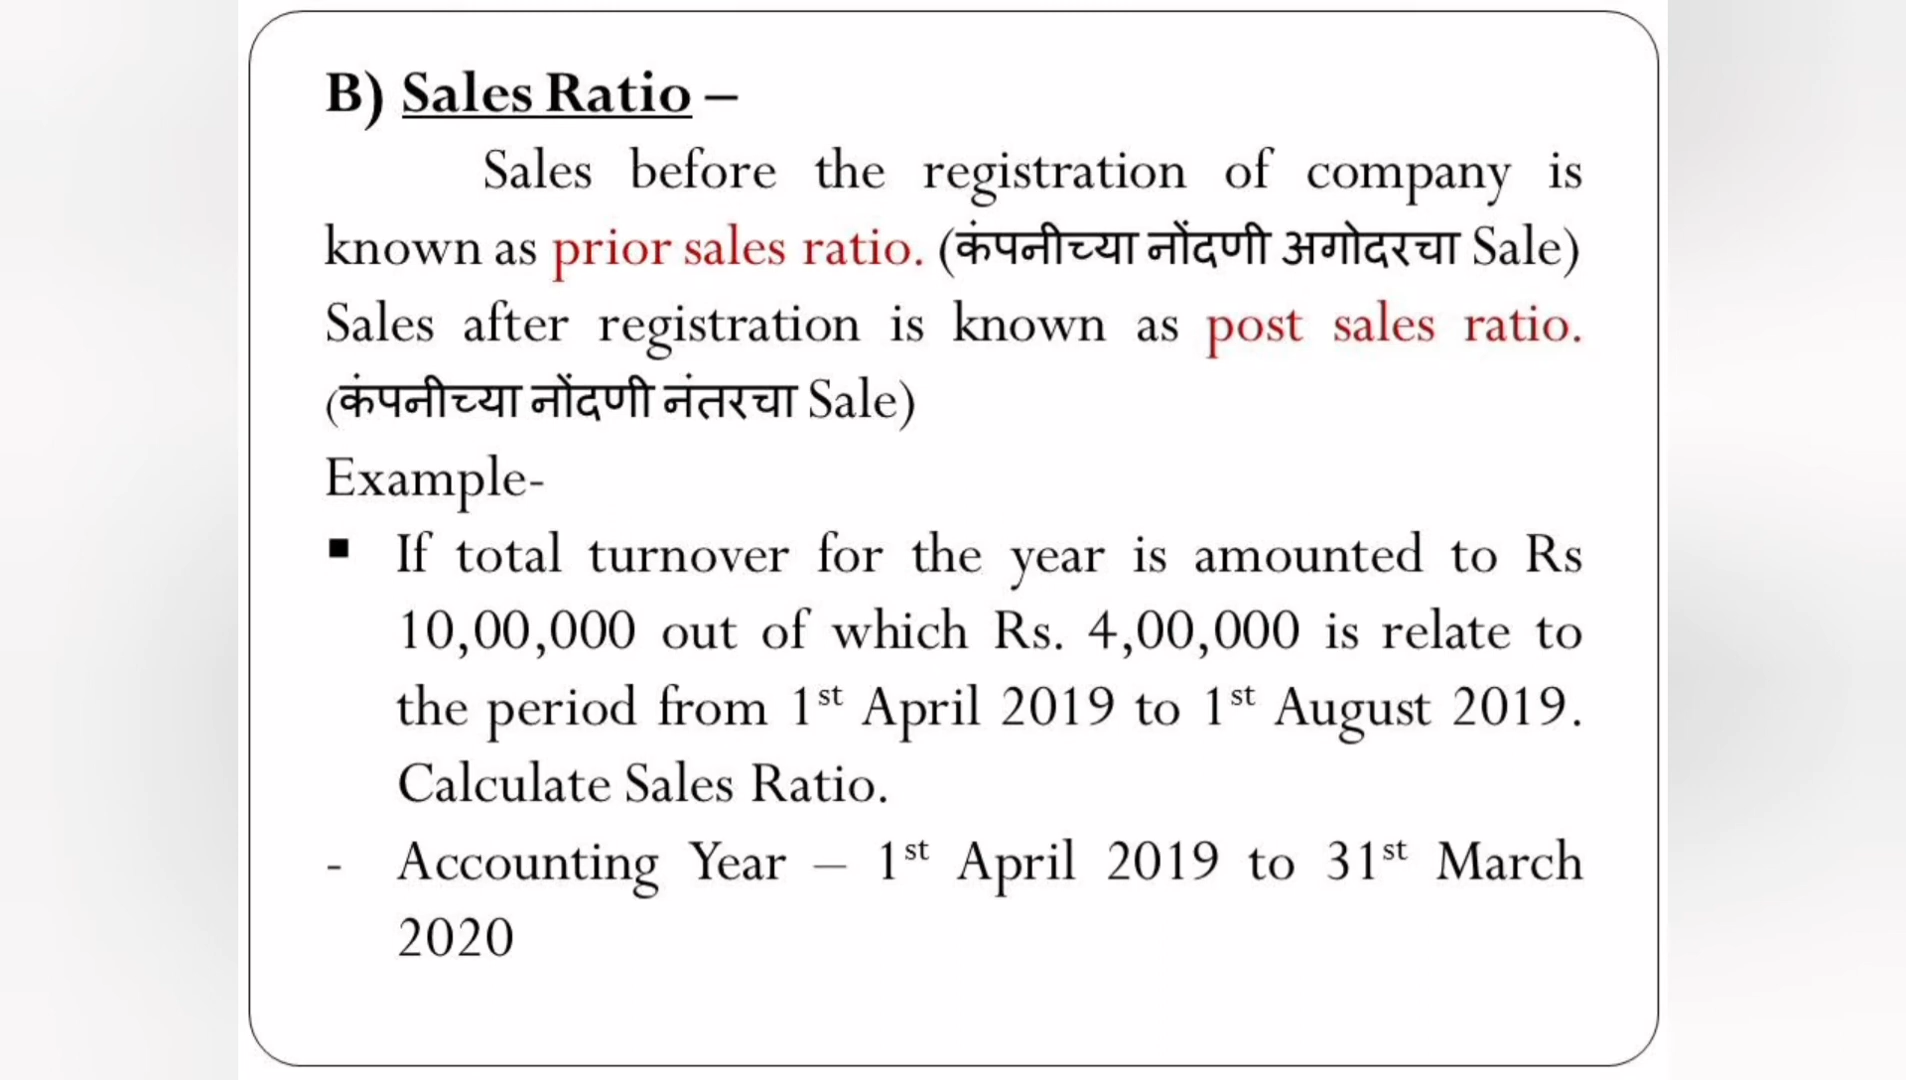 B) Sales Ratio –
Sales before the registration of company is
known as prior sales ratio. (कंपनीच्या नोंदणी अगोदरचा Sale)
Sales after registration is known as post sales ratio.
(कंपनीच्या नोंदणी नंतरचा Sale)
Example-
▪ If total turnover for the year is amounted to Rs
10,00,000 out of which Rs. 4,00,000 is relate to
the period from 1st April 2019 to 1st August 2019.
Calculate Sales Ratio.
- Accounting Year – 1st April 2019 to 31st March
2020